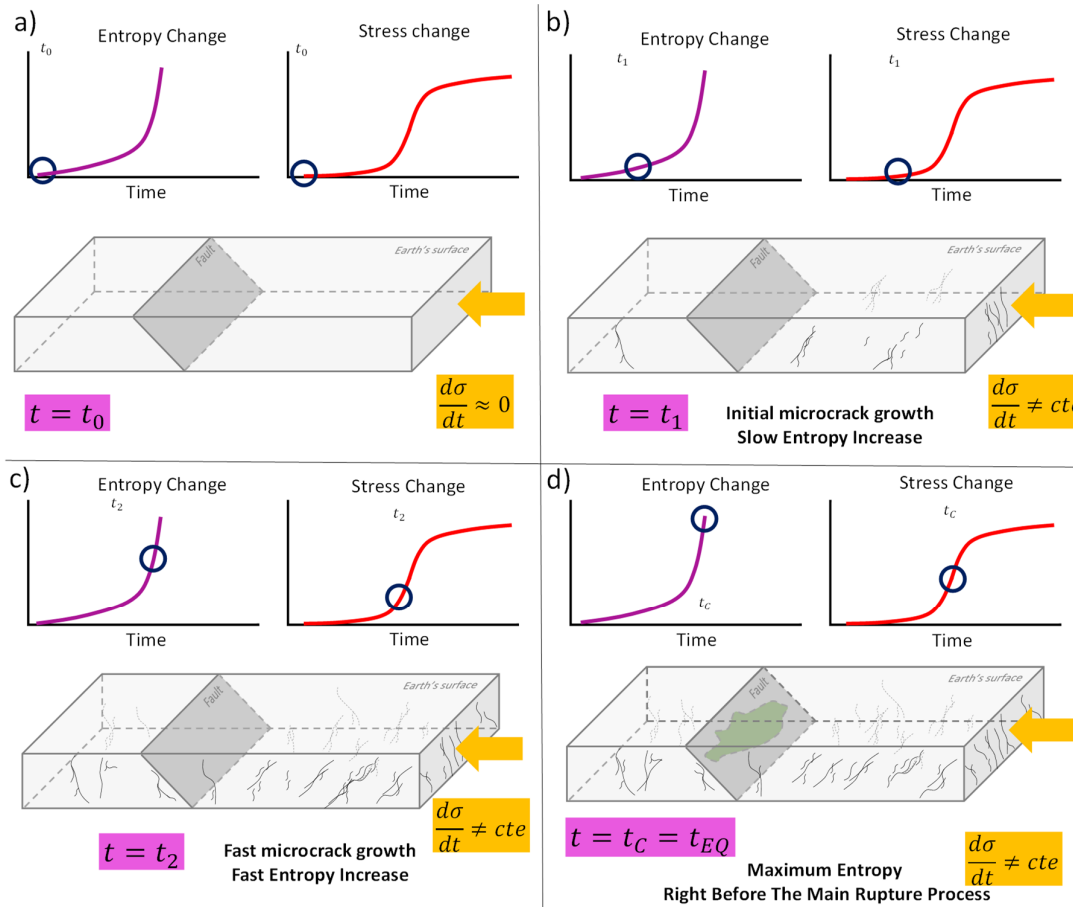 a)
t₀
Entropy Change
Time
t₀
Stress change
Time
Fault
Earth's surface
t = t₀
dσ/dt ≈ 0
b)
t₁
Entropy Change
Time
t₁
Stress Change
Time
Fault
Earth's surface
t = t₁
Initial microcrack growth
Slow Entropy Increase
dσ/dt ≠ cte
c)
Entropy Change
t₂
Time
Stress Change
t₂
Time
Fault
Earth's surface
t = t₂
Fast microcrack growth
Fast Entropy Increase
dσ/dt ≠ cte
d)
Entropy Change
t_C
Time
Stress Change
t_C
Time
Fault
Earth's surface
t = t_C = t_EQ
Maximum Entropy
Right Before The Main Rupture Process
dσ/dt ≠ cte